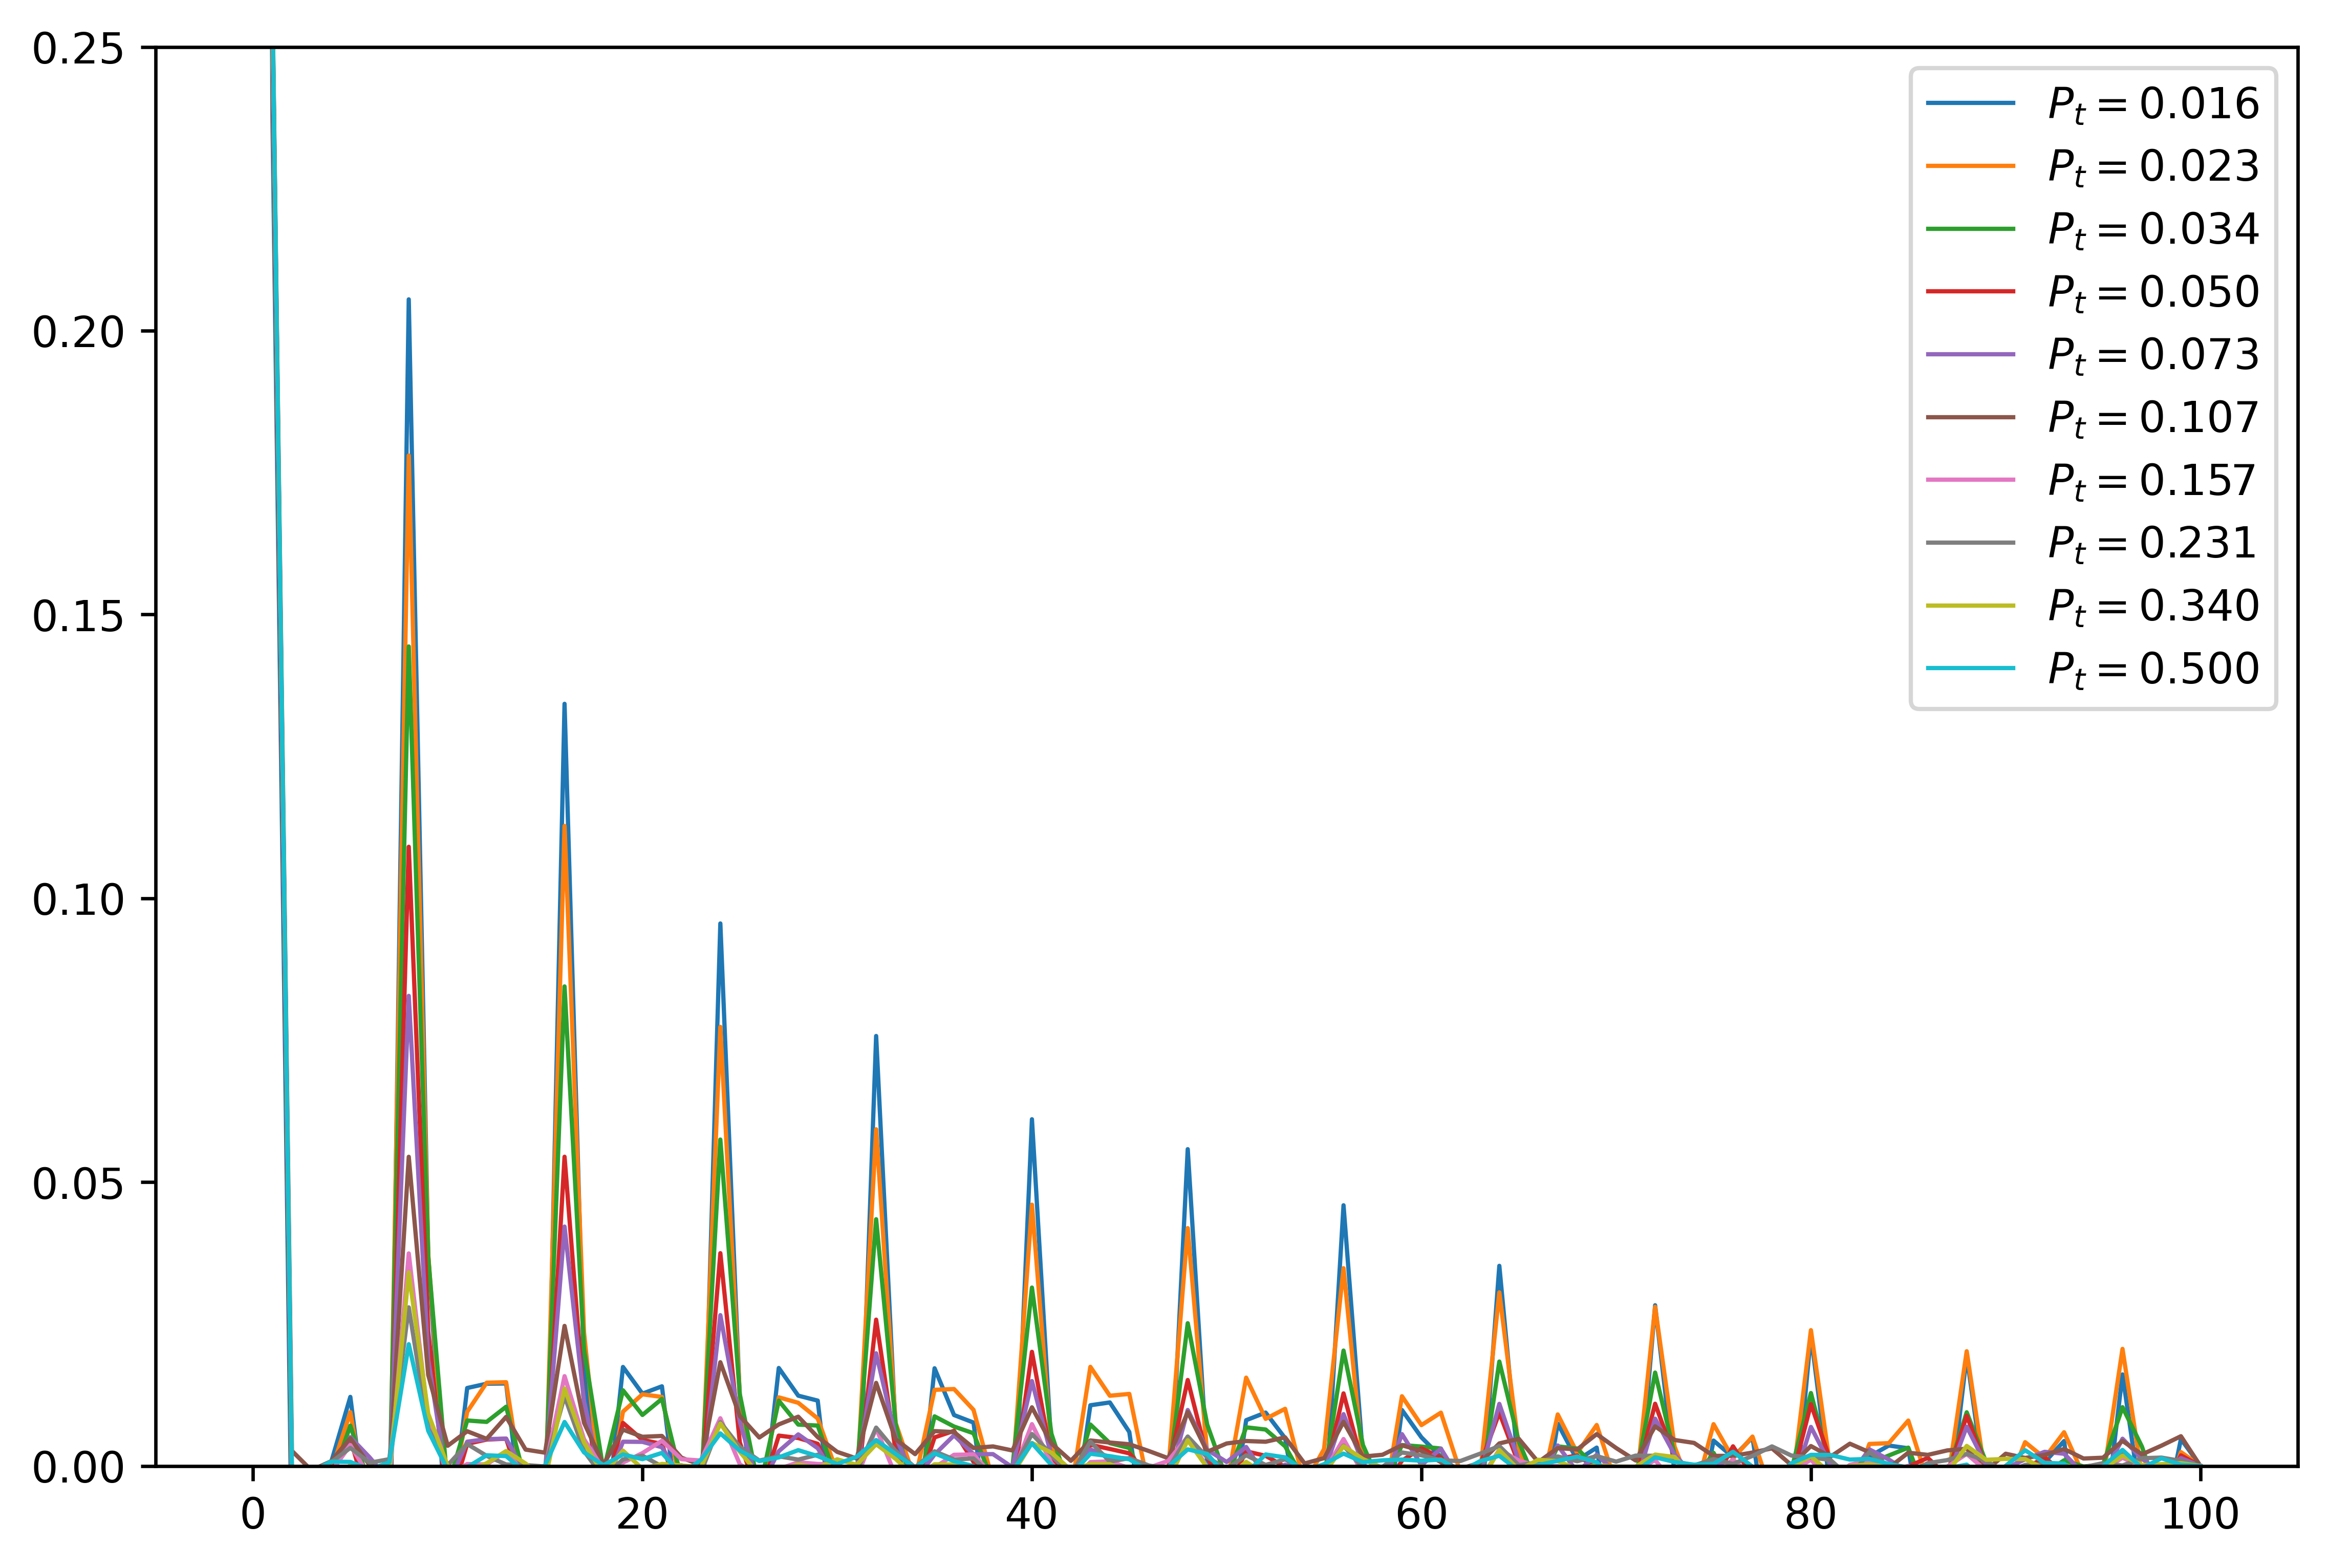 0.25
0.20
0.15
0.10
0.05
0.00
0 20 40 60 80 100
P_t = 0.016
P_t = 0.023
P_t = 0.034
P_t = 0.050
P_t = 0.073
P_t = 0.107
P_t = 0.157
P_t = 0.231
P_t = 0.340
P_t = 0.500